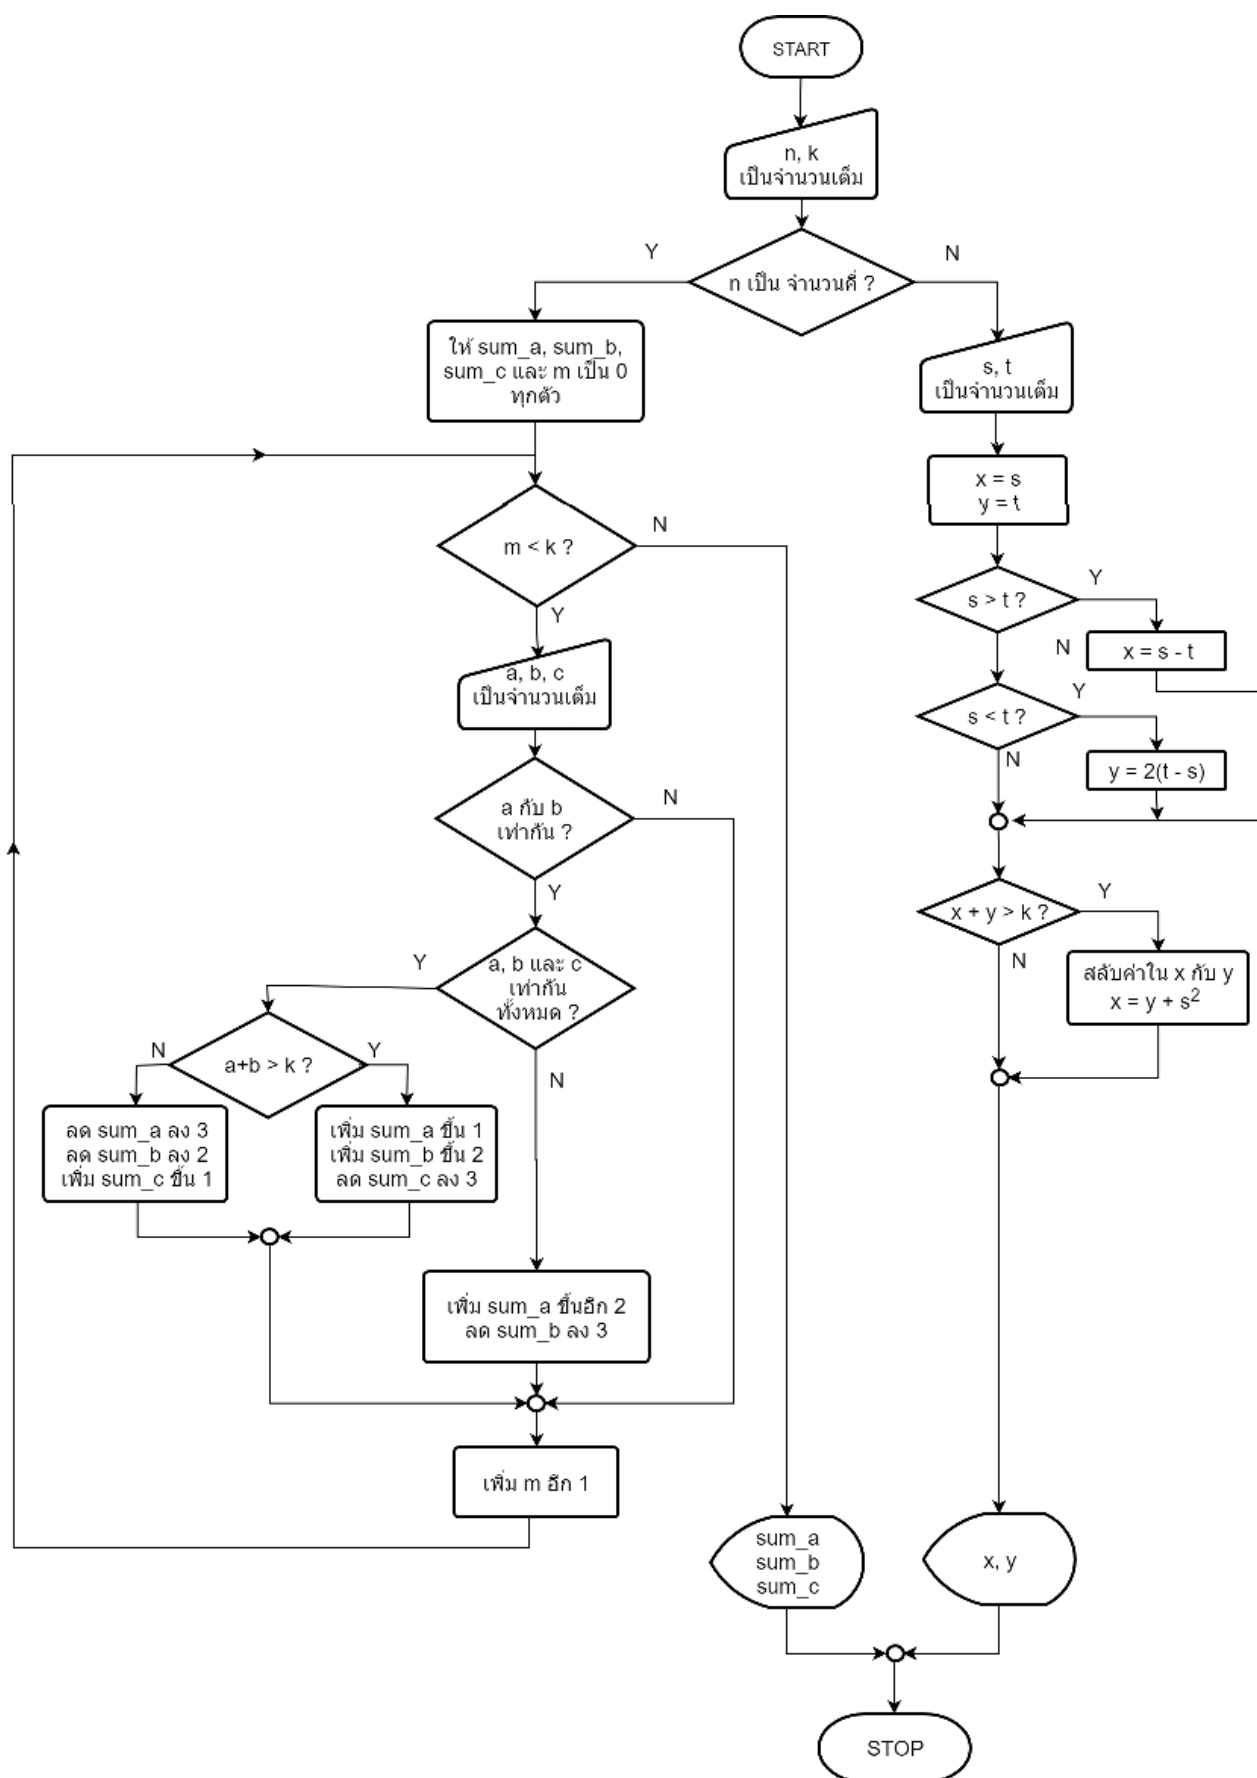 START
n, k
เป็นจำนวนเต็ม
Y
N
n เป็น จำนวนคี่ ?
ให้ sum_a, sum_b,
sum_c และ m เป็น 0
ทุกตัว
m < k ?
N
Y
a, b, c
เป็นจำนวนเต็ม
a กับ b
เท่ากัน ?
N
Y
a, b และ c
เท่ากัน
ทั้งหมด ?
Y
N
a+b > k ?
N
Y
ลด sum_a ลง 3
ลด sum_b ลง 2
เพิ่ม sum_c ขึ้น 1
เพิ่ม sum_a ขึ้น 1
เพิ่ม sum_b ขึ้น 2
ลด sum_c ลง 3
เพิ่ม sum_a ขึ้นอีก 2
ลด sum_b ลง 3
เพิ่ม m อีก 1
sum_a
sum_b
sum_c
s, t
เป็นจำนวนเต็ม
x = s
y = t
s > t ?
Y
N
x = s - t
s < t ?
Y
N
y = 2(t - s)
x + y > k ?
Y
N
สลับค่าใน x กับ y
x = y + s²
x, y
STOP